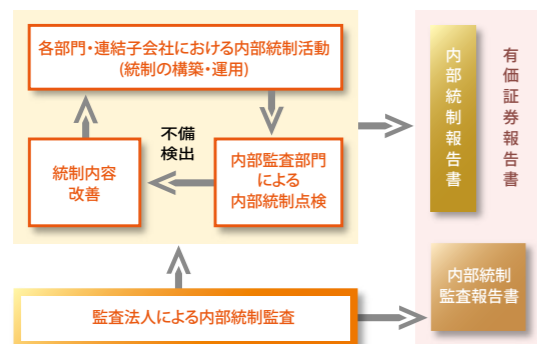 各部門・連結子会社における内部統制活動
(統制の構築・運用)
不備
検出
統制内容
改善
内部監査部門
による
内部統制点検
内部統制報告書
有価証券報告書
内部統制
監査報告書
監査法人による内部統制監査